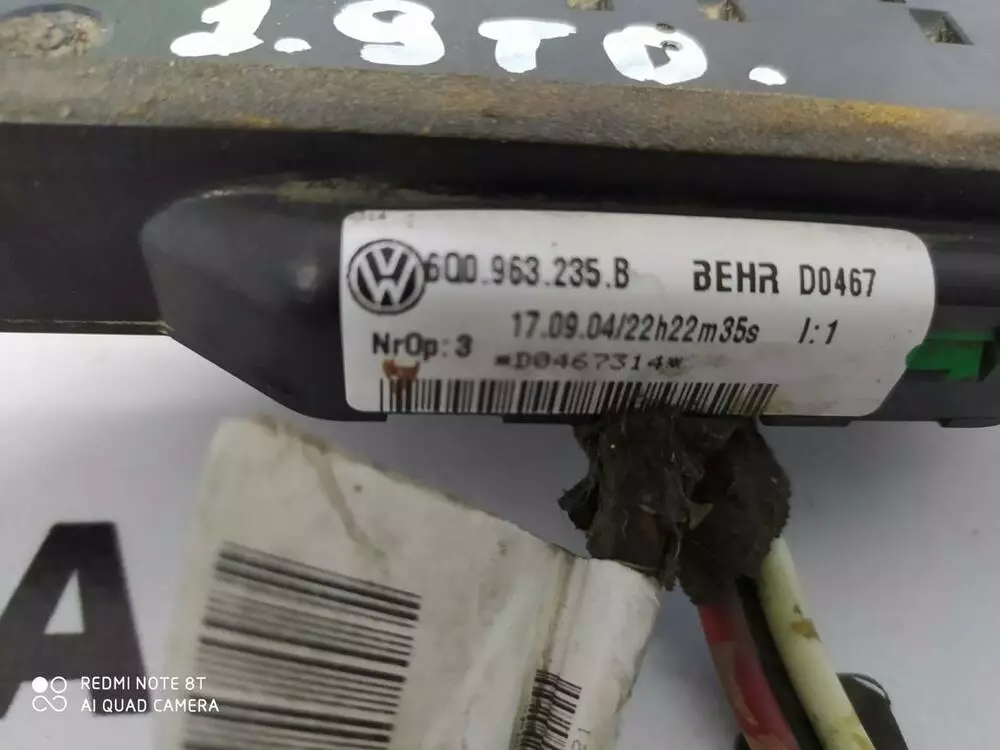 1.9TD.
6Q0.963.235.B BEHR D0467
17.09.04/22h22m35s I:1
NrOp:3
*D0467314*
A
REDMI NOTE 8T
AI QUAD CAMERA